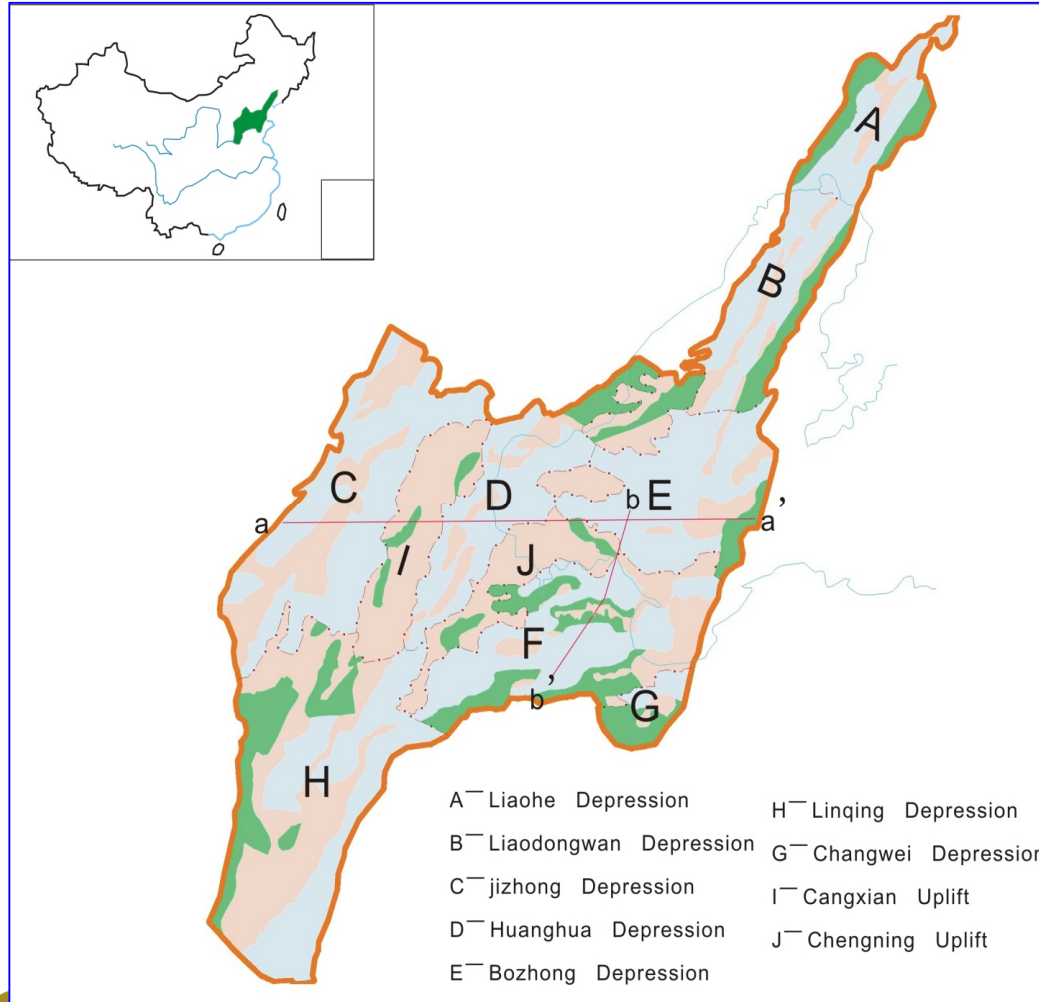 A
B
C
D
b E
a
a’
I
J
F
b’
G
H
A— Liaohe Depression
B— Liaodongwan Depression
C— jizhong Depression
D— Huanghua Depression
E— Bozhong Depression
H— Linqing Depression
G— Changwei Depression
I— Cangxian Uplift
J— Chengning Uplift